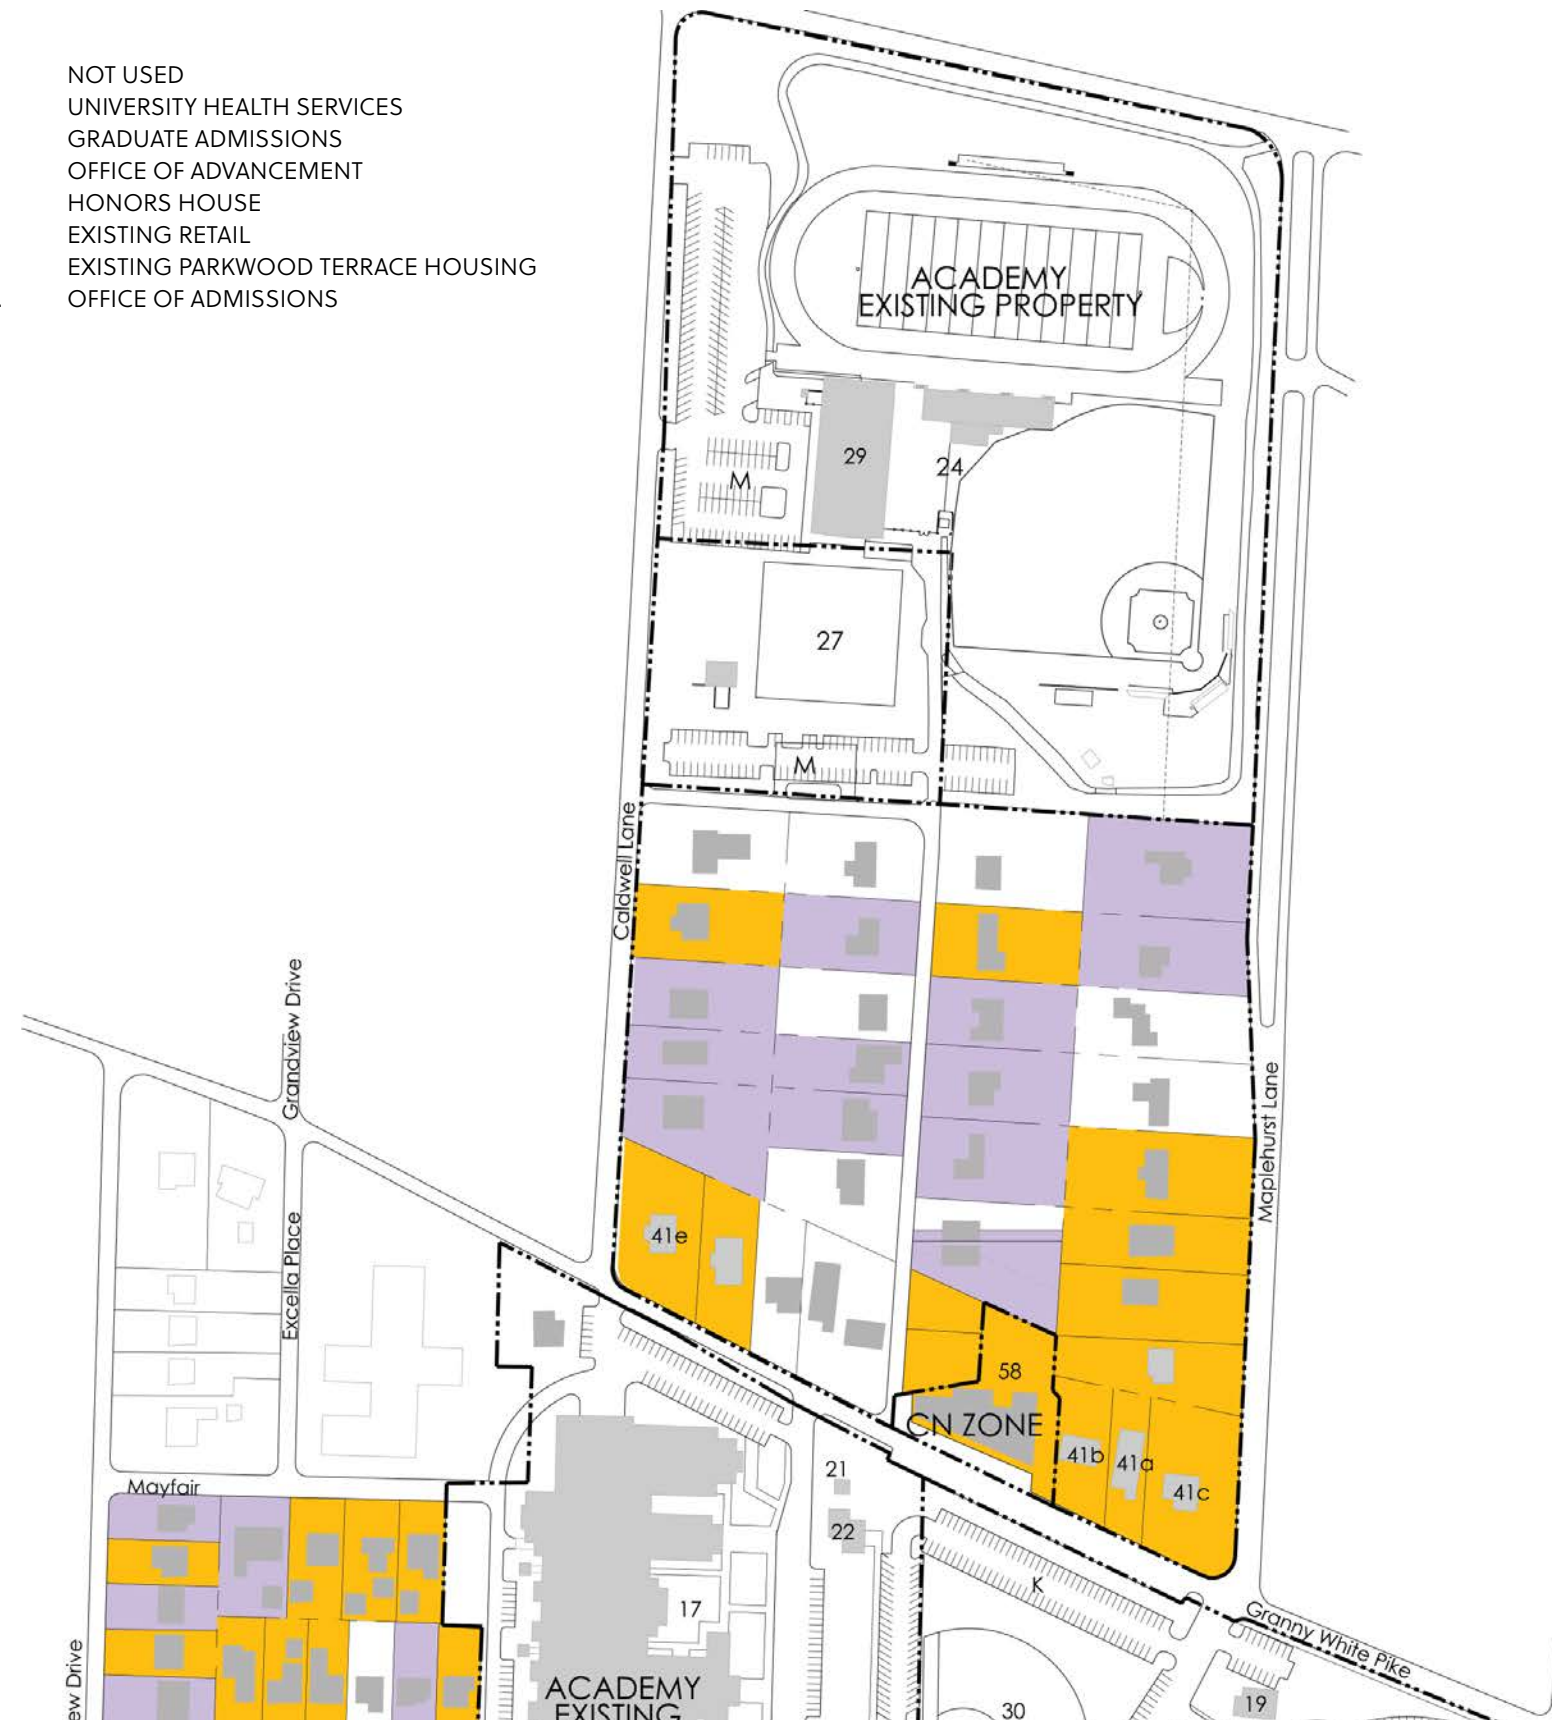 NOT USED
UNIVERSITY HEALTH SERVICES
GRADUATE ADMISSIONS
OFFICE OF ADVANCEMENT
HONORS HOUSE
EXISTING RETAIL
EXISTING PARKWOOD TERRACE HOUSING
OFFICE OF ADMISSIONS
ACADEMY
EXISTING PROPERTY
29
24
M
27
M
Caldwell Lane
Grandview Drive
Maplehurst Lane
Excella Place
41e
58
CN ZONE
41b
41a
41c
Mayfair
21
22
K
17
Granny White Pike
ew Drive
ACADEMY
EXISTING
30
19